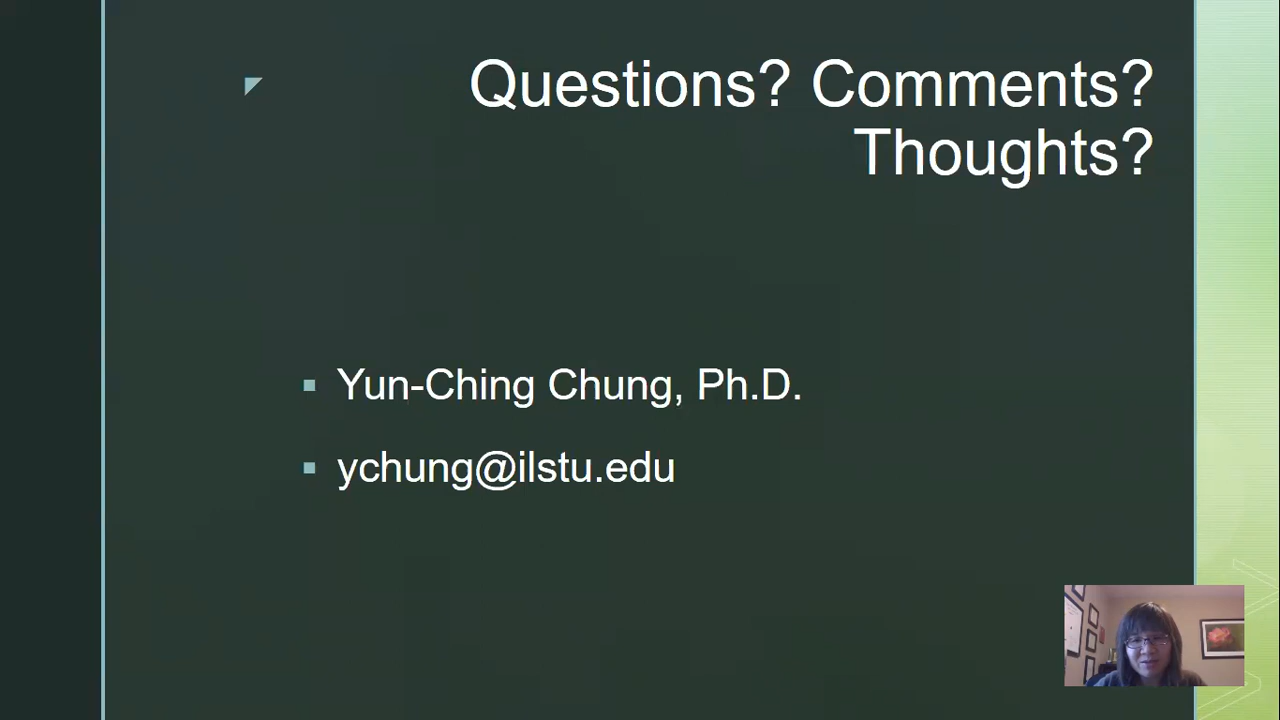 Questions? Comments?
Thoughts?
Yun-Ching Chung, Ph.D.
ychung@ilstu.edu